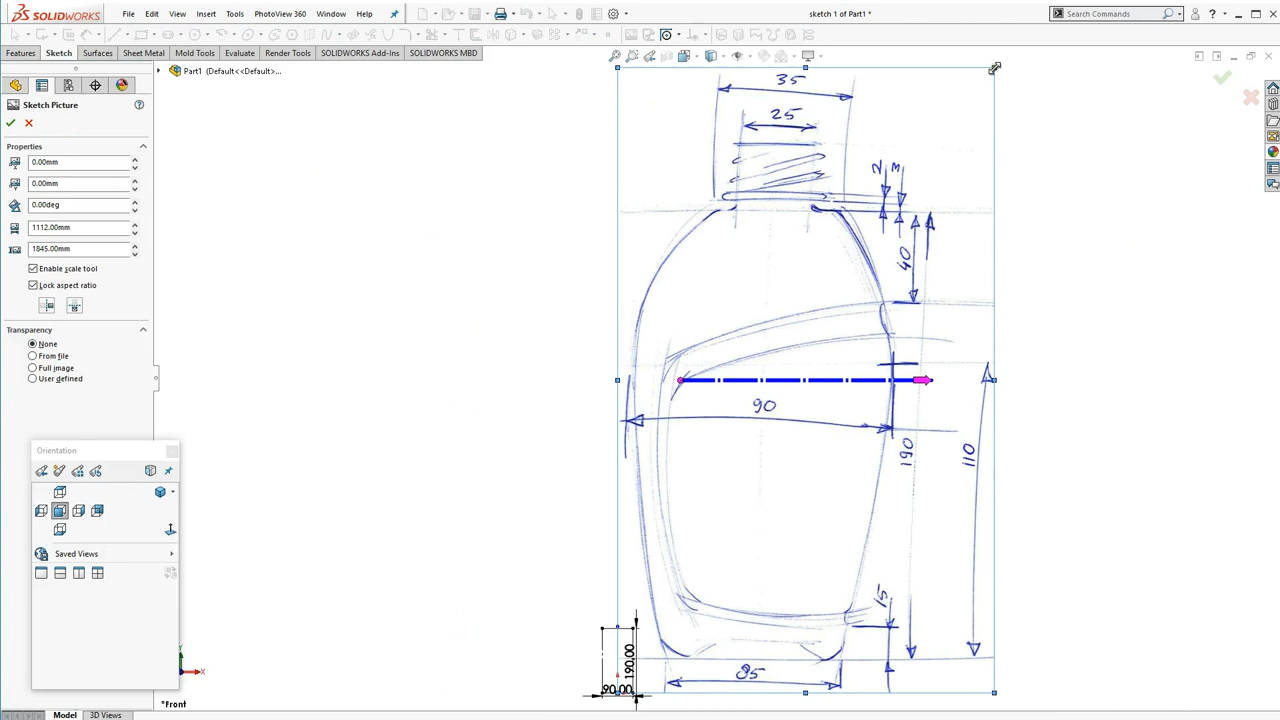 SOLIDWORKS
File Edit View Insert Tools PhotoView 360 Window Help
sketch 1 of Part1 *
Search Commands
Features Sketch Surfaces Sheet Metal Mold Tools Evaluate Render Tools SOLIDWORKS Add-Ins SOLIDWORKS MBD
Part1 (Default<<Default>...
Sketch Picture
Properties
0.00mm
0.00mm
0.00deg
1112.00mm
1845.00mm
Enable scale tool
Lock aspect ratio
Transparency
None
From file
Full image
User defined
Orientation
Saved Views
35
25
2
3
40
90
190
110
15
85
190.00
90.00
Y
X
*Front
Model 3D Views